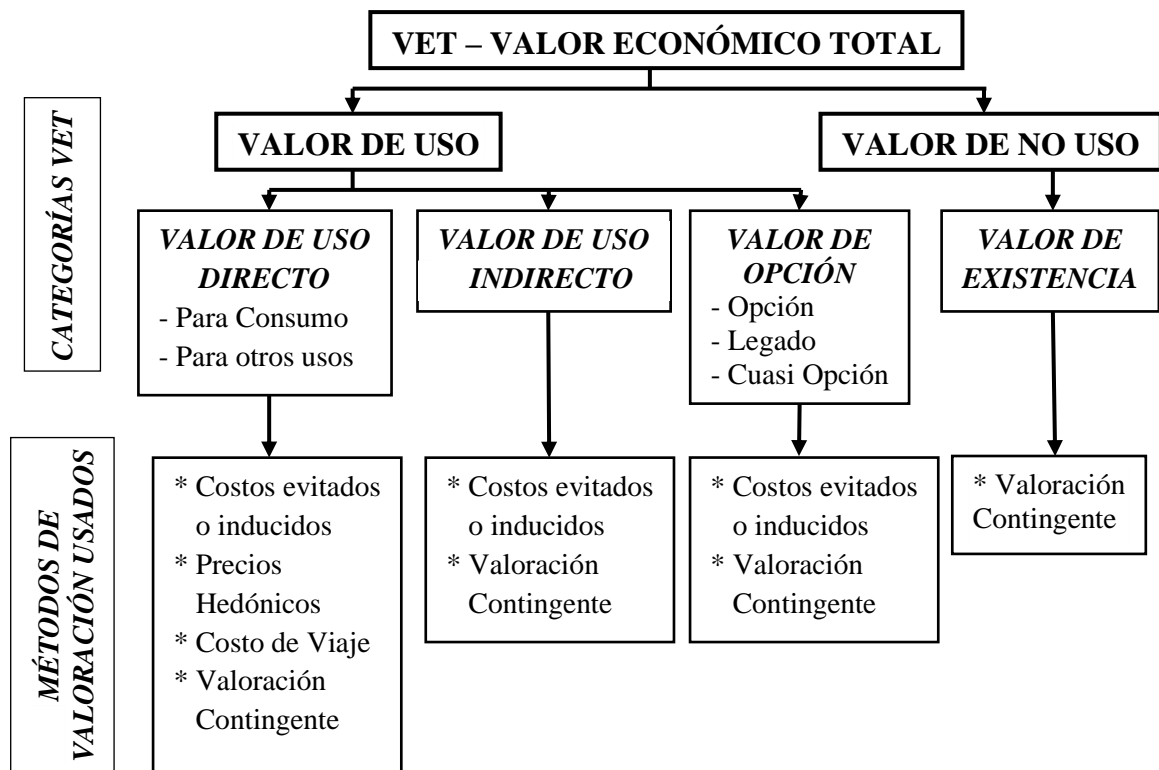 VET – VALOR ECONÓMICO TOTAL
CATEGORÍAS VET
VALOR DE USO
VALOR DE NO USO
VALOR DE USO
DIRECTO
- Para Consumo
- Para otros usos
VALOR DE USO
INDIRECTO
VALOR DE
OPCIÓN
- Opción
- Legado
- Cuasi Opción
VALOR DE
EXISTENCIA
MÉTODOS DE
VALORACIÓN USADOS
* Costos evitados
o inducidos
* Precios
Hedónicos
* Costo de Viaje
* Valoración
Contingente
* Costos evitados
o inducidos
* Valoración
Contingente
* Costos evitados
o inducidos
* Valoración
Contingente
* Valoración
Contingente